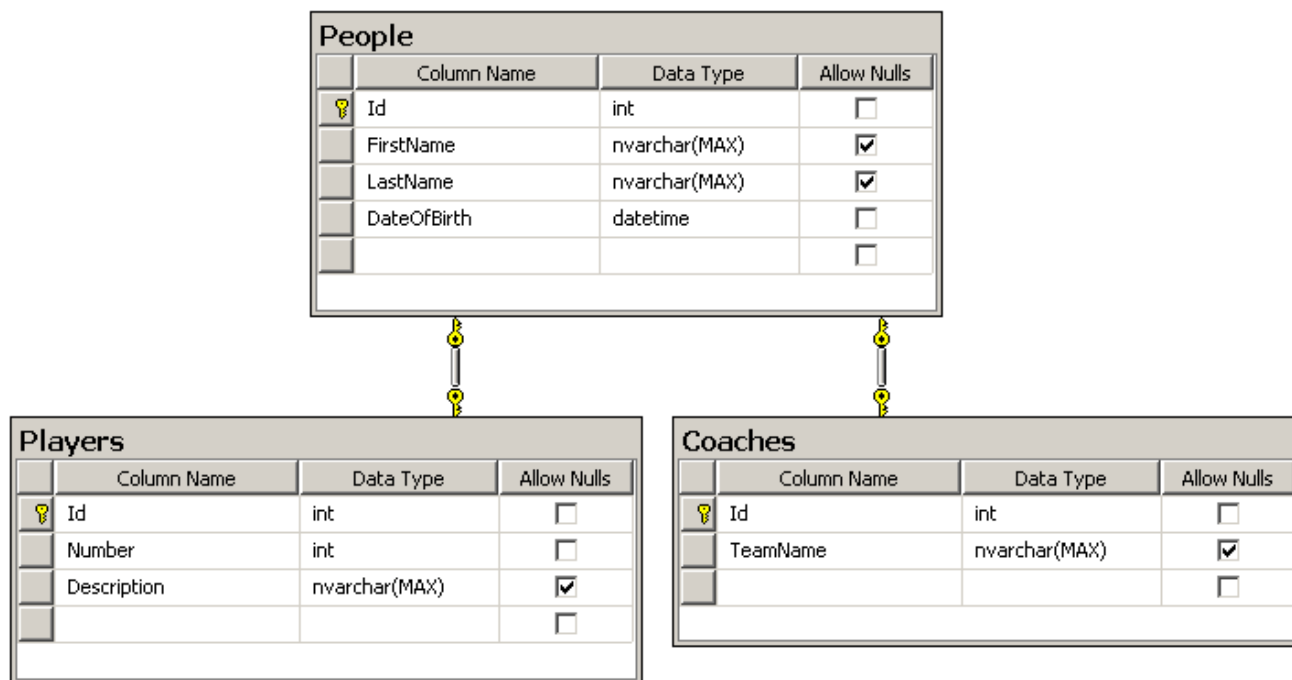 People
Column Name Data Type Allow Nulls
Id int
FirstName nvarchar(MAX)
LastName nvarchar(MAX)
DateOfBirth datetime
Players
Column Name Data Type Allow Nulls
Id int
Number int
Description nvarchar(MAX)
Coaches
Column Name Data Type Allow Nulls
Id int
TeamName nvarchar(MAX)